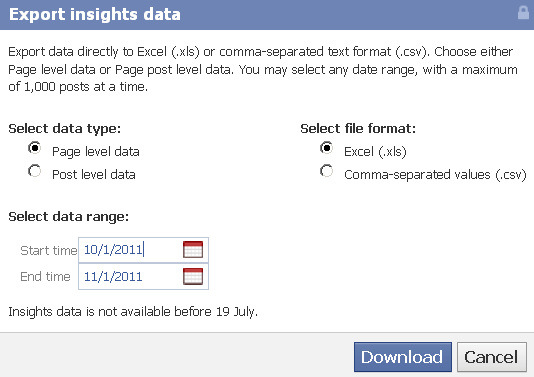 Export insights data
Export data directly to Excel (.xls) or comma-separated text format (.csv). Choose either
Page level data or Page post level data. You may select any date range, with a maximum
of 1,000 posts at a time.
Select data type: Select file format:
Page level data Excel (.xls)
Post level data Comma-separated values (.csv)
Select data range:
Start time 10/1/2011
End time 11/1/2011
Insights data is not available before 19 July.
Download Cancel